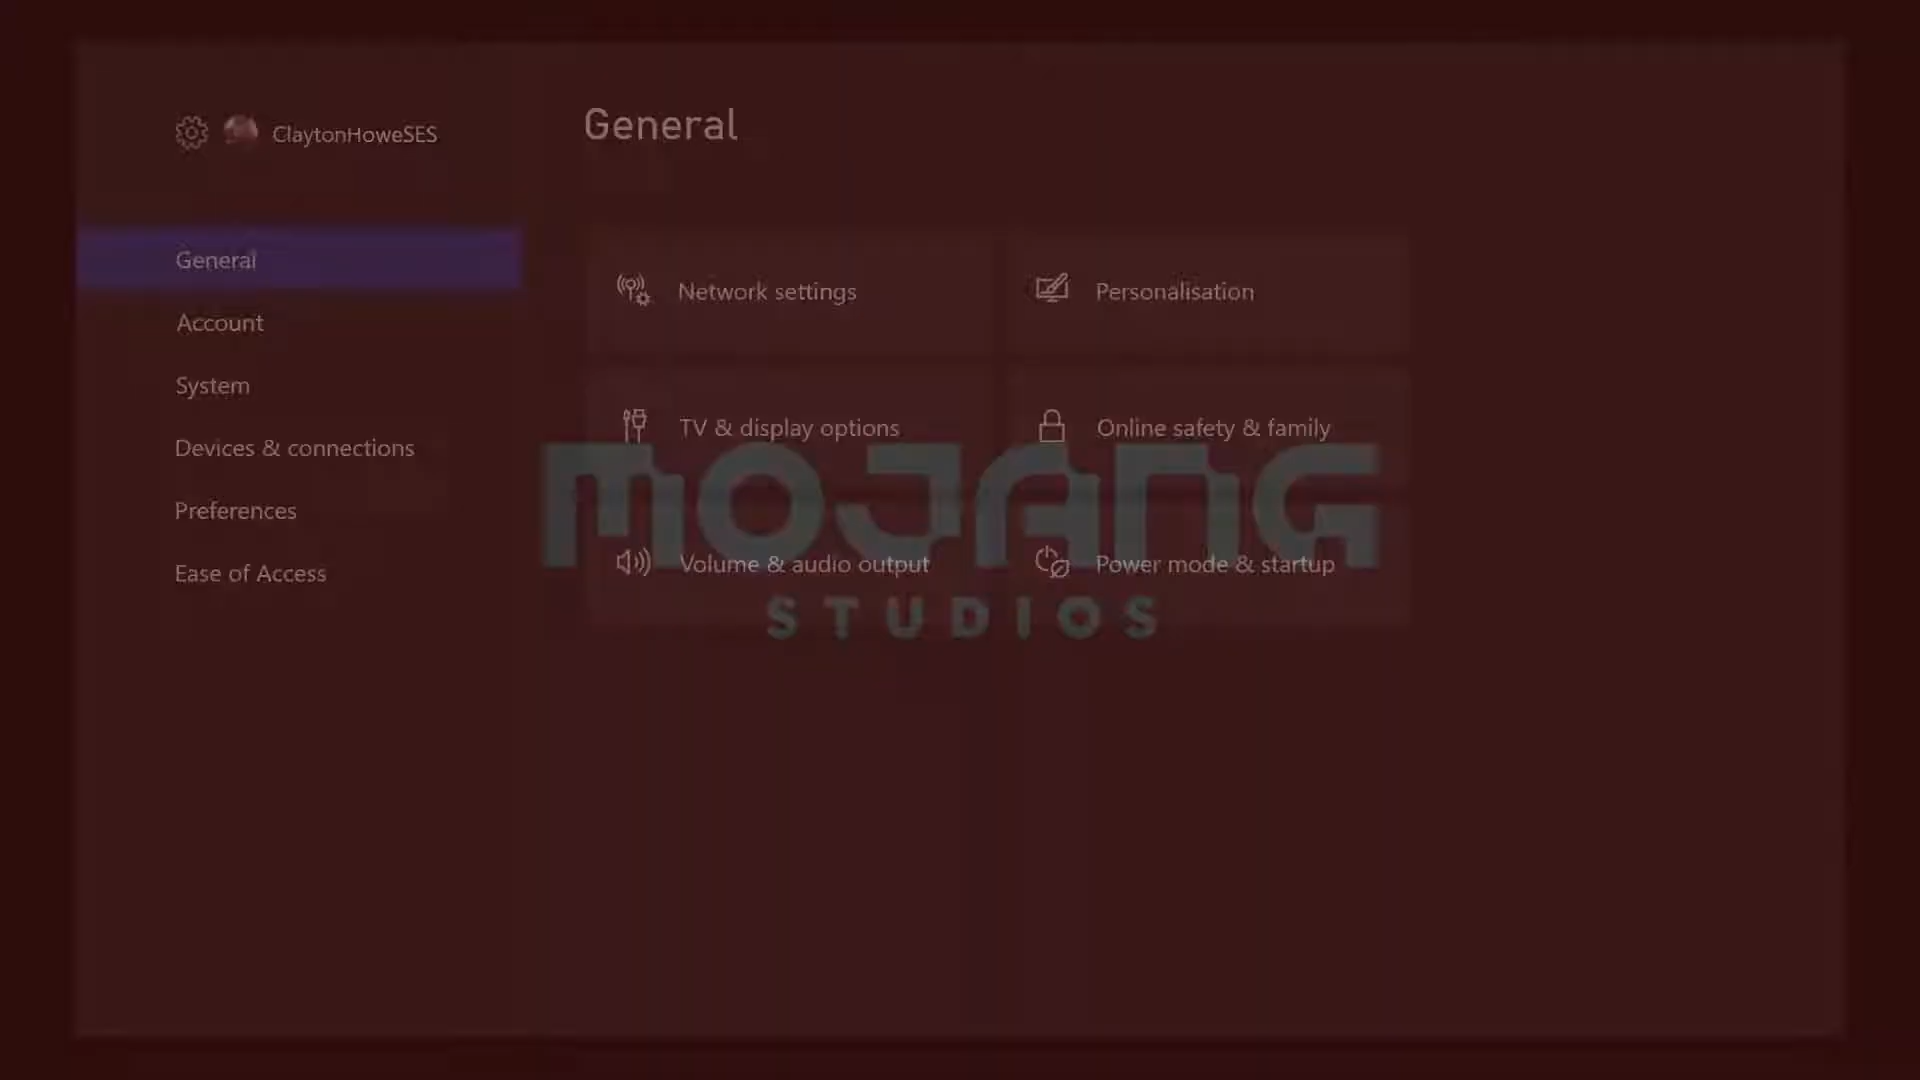 ClaytonHoweSES
General
General
Account
System
Devices & connections
Preferences
Ease of Access
Network settings
Personalisation
TV & display options
Online safety & family
Volume & audio output
Power mode & startup
MOJANG
STUDIOS